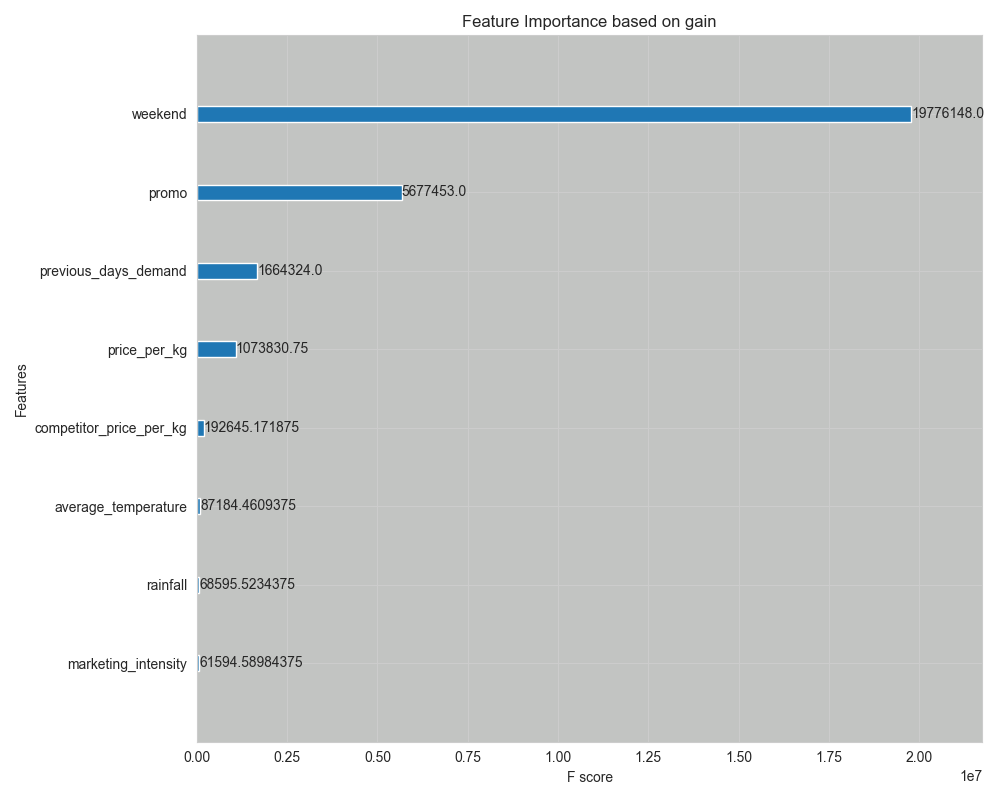 Feature Importance based on gain
weekend 19776148.0
promo 5677453.0
previous_days_demand 1664324.0
price_per_kg 1073830.75
Features
competitor_price_per_kg 192645.171875
average_temperature 87184.4609375
rainfall 68595.5234375
marketing_intensity 61594.58984375
0.00 0.25 0.50 0.75 1.00 1.25 1.50 1.75 2.00
1e7
F score